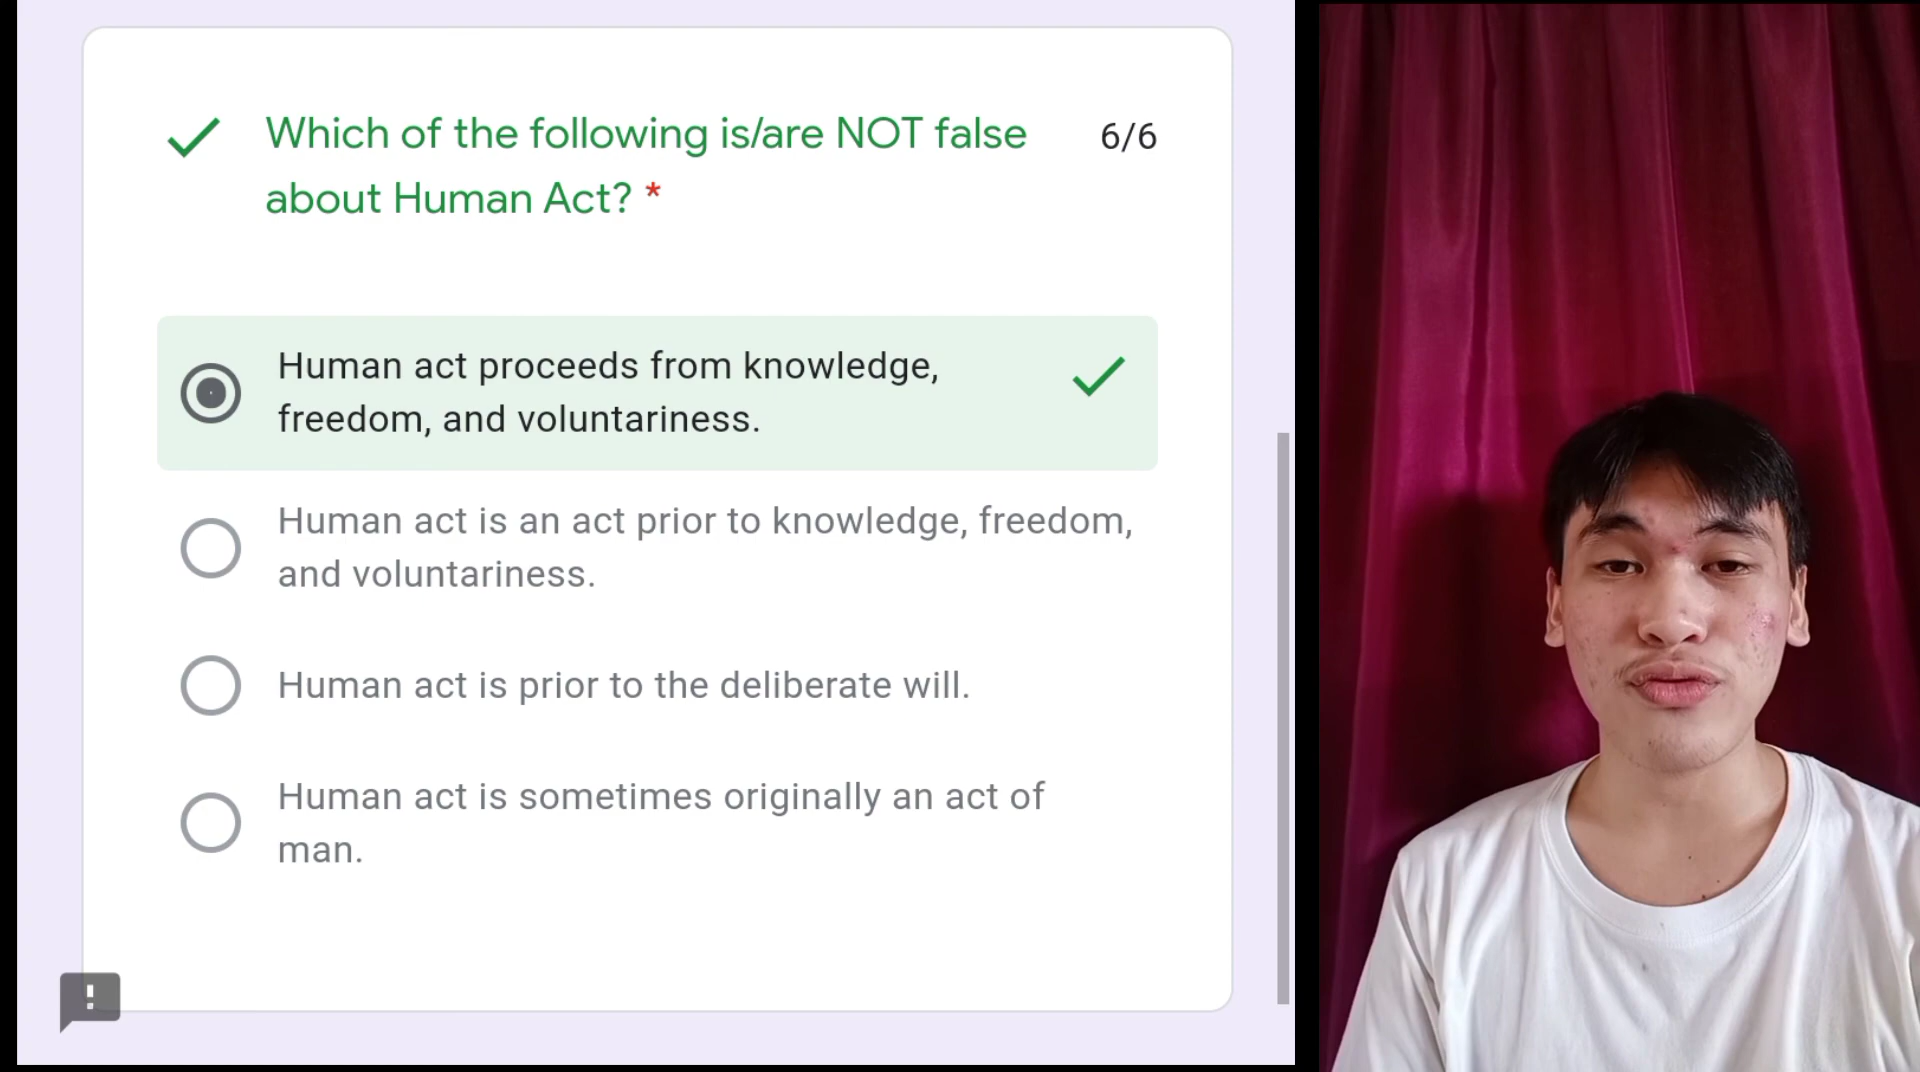 Which of the following is/are NOT false
6/6
about Human Act? *
Human act proceeds from knowledge,
freedom, and voluntariness.
Human act is an act prior to knowledge, freedom,
and voluntariness.
Human act is prior to the deliberate will.
Human act is sometimes originally an act of
man.